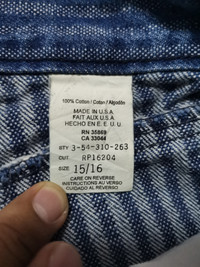 100% Cotton / Coton / Algodón
MADE IN U.S.A.
FAIT AUX U.S.A.
HECHO EN E. E. U. U.
RN 35869
CA 33044
STY 3-54-310-263
CUT RP16204
SIZE 15/16
CARE ON REVERSE
INSTRUCTIONS AU VERSO
CUIDADO AL REVERSO